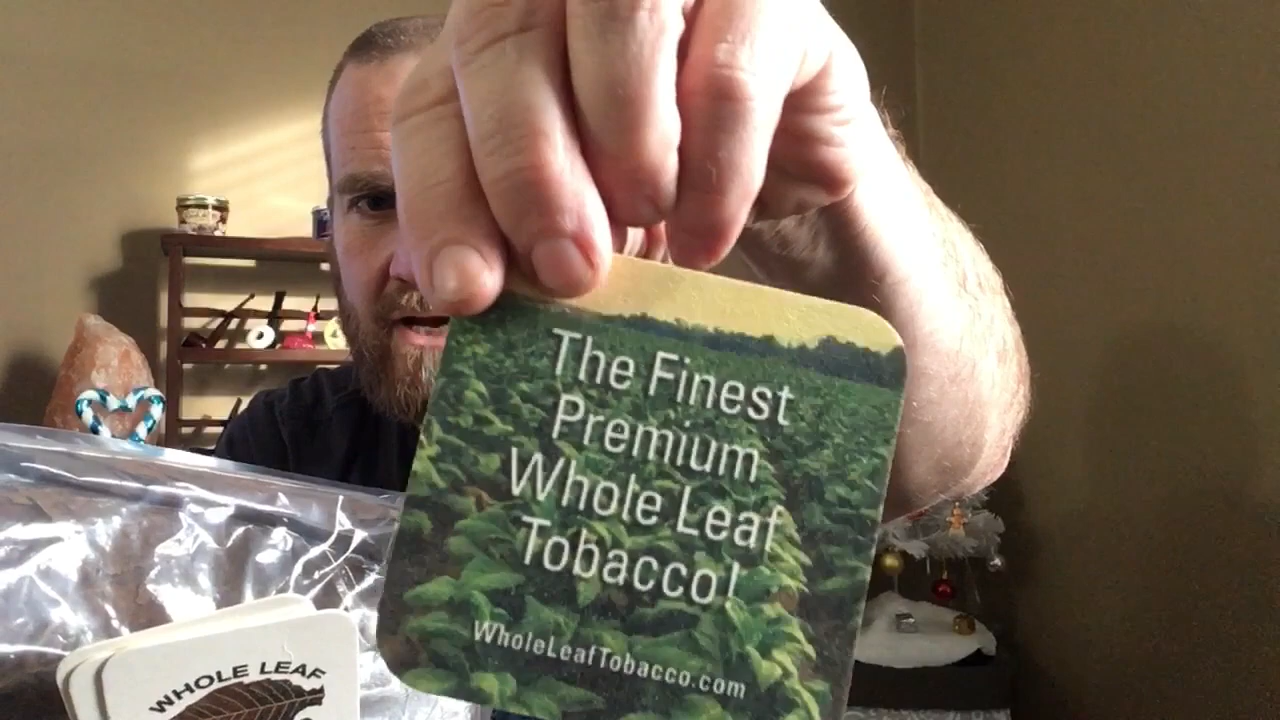 The Finest
Premium
Whole Leaf
Tobacco!
WholeLeafTobacco.com
WHOLE LEAF